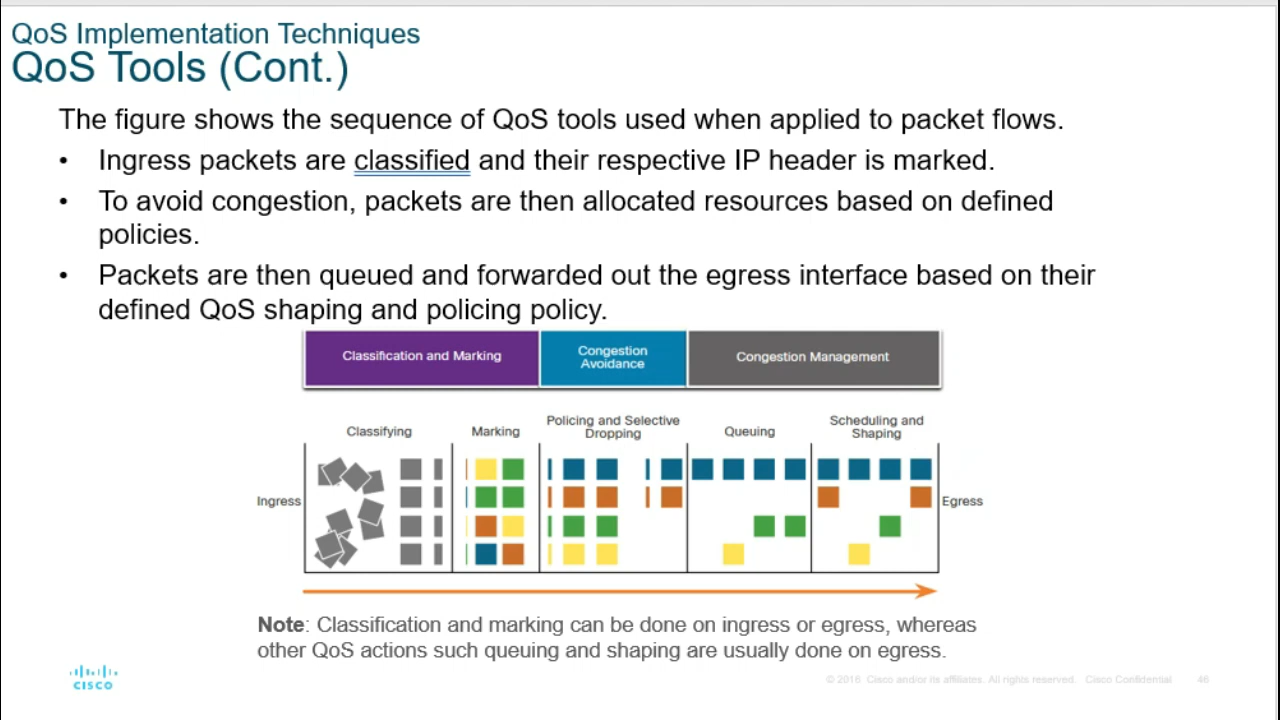 QoS Implementation Techniques
QoS Tools (Cont.)
The figure shows the sequence of QoS tools used when applied to packet flows.
• Ingress packets are classified and their respective IP header is marked.
• To avoid congestion, packets are then allocated resources based on defined
policies.
• Packets are then queued and forwarded out the egress interface based on their
defined QoS shaping and policing policy.
Classification and Marking
Congestion
Avoidance
Congestion Management
Classifying
Marking
Policing and Selective
Dropping
Queuing
Scheduling and
Shaping
Ingress
Egress
Note: Classification and marking can be done on ingress or egress, whereas
other QoS actions such queuing and shaping are usually done on egress.
CISCO
© 2016 Cisco and/or its affiliates. All rights reserved. Cisco Confidential 46